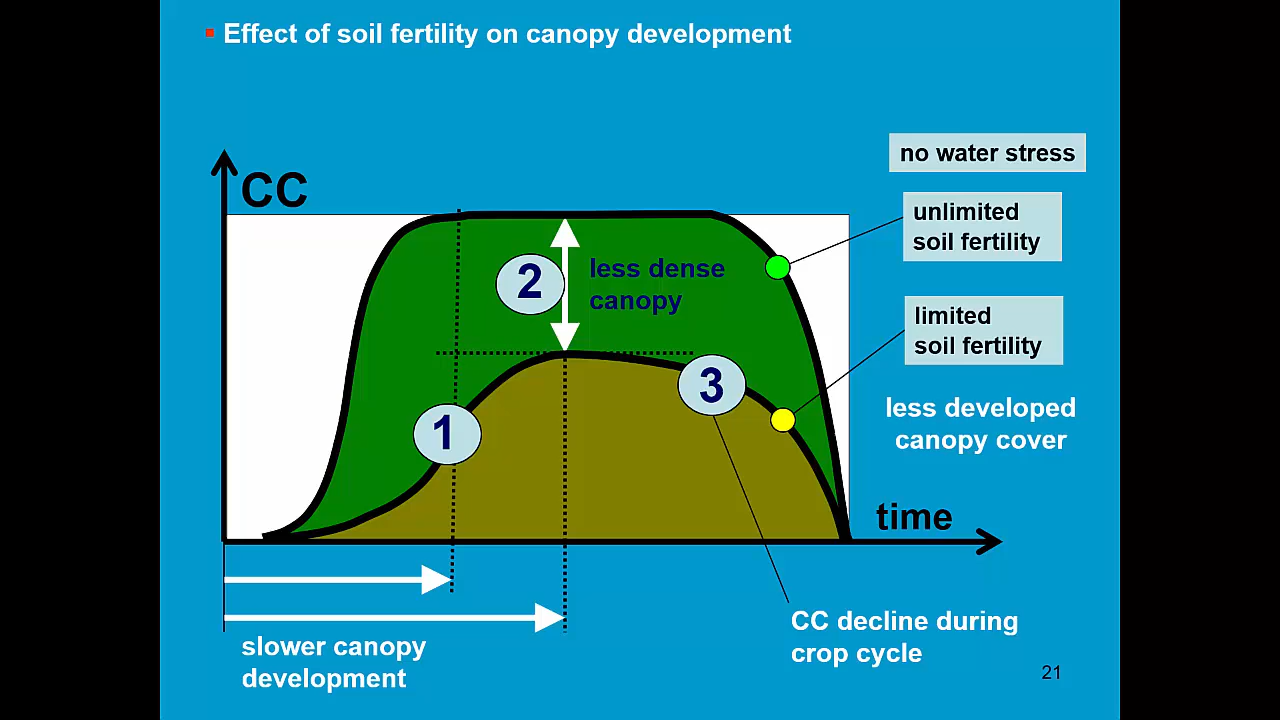 Effect of soil fertility on canopy development
no water stress
CC
unlimited
soil fertility
2
less dense
canopy
limited
soil fertility
3
1
less developed
canopy cover
time
slower canopy
development
CC decline during
crop cycle
21